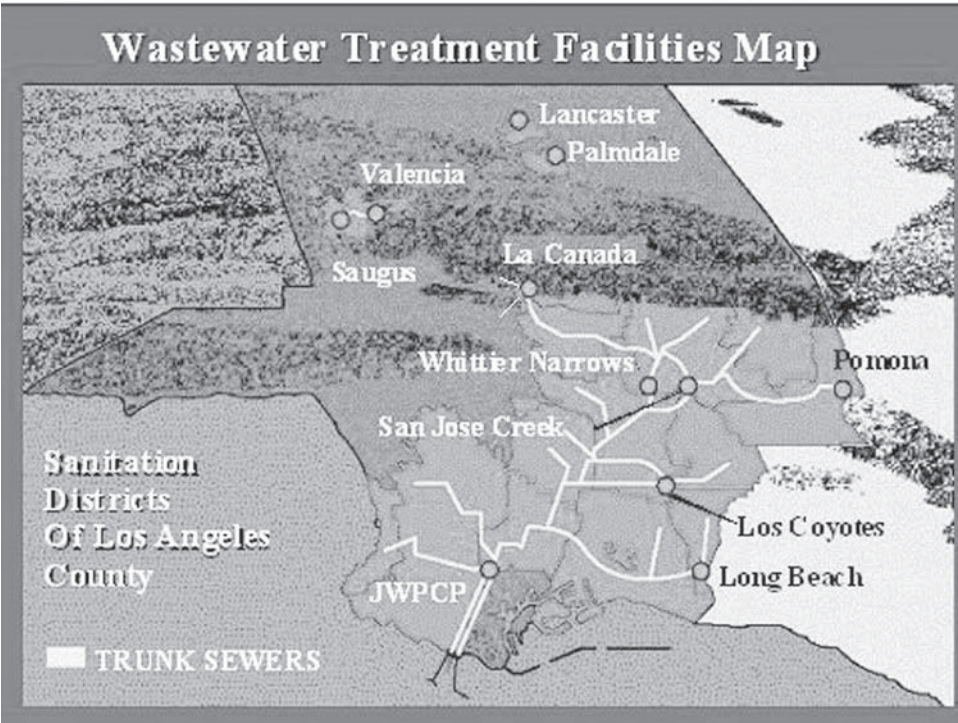 Wastewater Treatment Facilities Map
Lancaster
Palmdale
Valencia
La Canada
Saugus
Whittier Narrows
Pomona
San Jose Creek
Sanitation
Districts
Of Los Angeles
County
Los Coyotes
Long Beach
JWPCP
TRUNK SEWERS